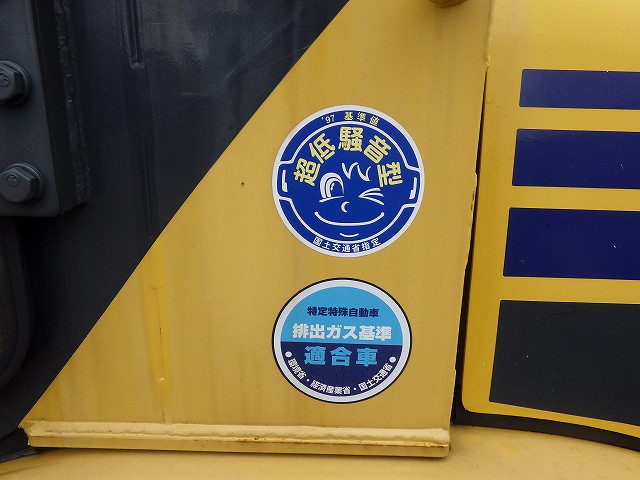 '97 基準値
超低騒音型
国土交通省指定
特定特殊自動車
排出ガス基準
適合車
●環境省・経済産業省・国土交通省●